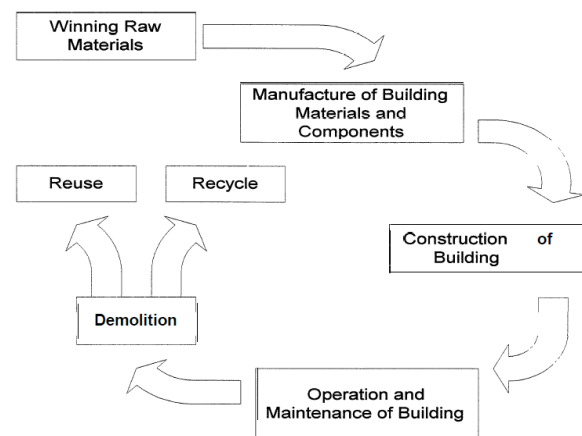 Winning Raw
Materials
Manufacture of Building
Materials and
Components
Reuse
Recycle
Construction of
Building
Demolition
Operation and
Maintenance of Building